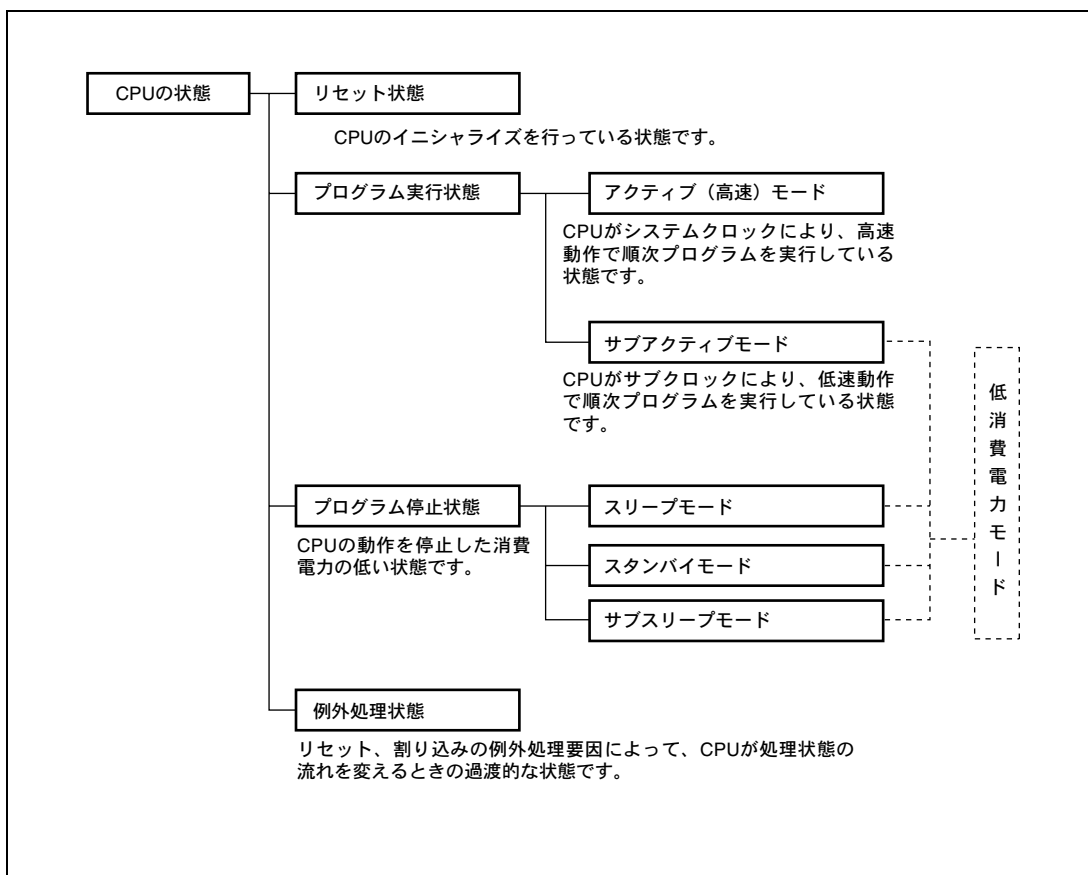 CPUの状態
リセット状態
CPUのイニシャライズを行っている状態です。
プログラム実行状態
アクティブ（高速）モード
CPUがシステムクロックにより、高速
動作で順次プログラムを実行している
状態です。
サブアクティブモード
CPUがサブクロックにより、低速動作
で順次プログラムを実行している状態
です。
低消費電力モード
プログラム停止状態
CPUの動作を停止した消費
電力の低い状態です。
スリープモード
スタンバイモード
サブスリープモード
例外処理状態
リセット、割り込みの例外処理要因によって、CPUが処理状態の
流れを変えるときの過渡的な状態です。